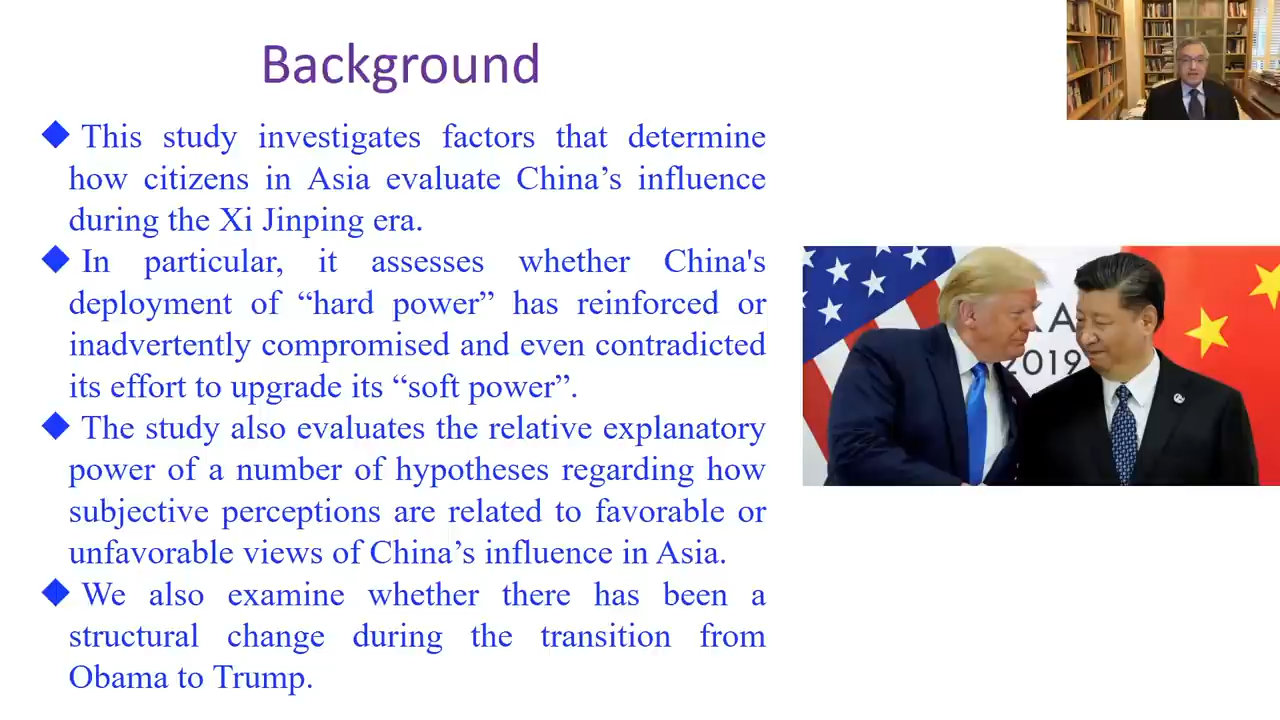 Background
This study investigates factors that determine
how citizens in Asia evaluate China’s influence
during the Xi Jinping era.
In particular, it assesses whether China's
deployment of “hard power” has reinforced or
inadvertently compromised and even contradicted
its effort to upgrade its “soft power”.
The study also evaluates the relative explanatory
power of a number of hypotheses regarding how
subjective perceptions are related to favorable or
unfavorable views of China’s influence in Asia.
We also examine whether there has been a
structural change during the transition from
Obama to Trump.
KA
2019